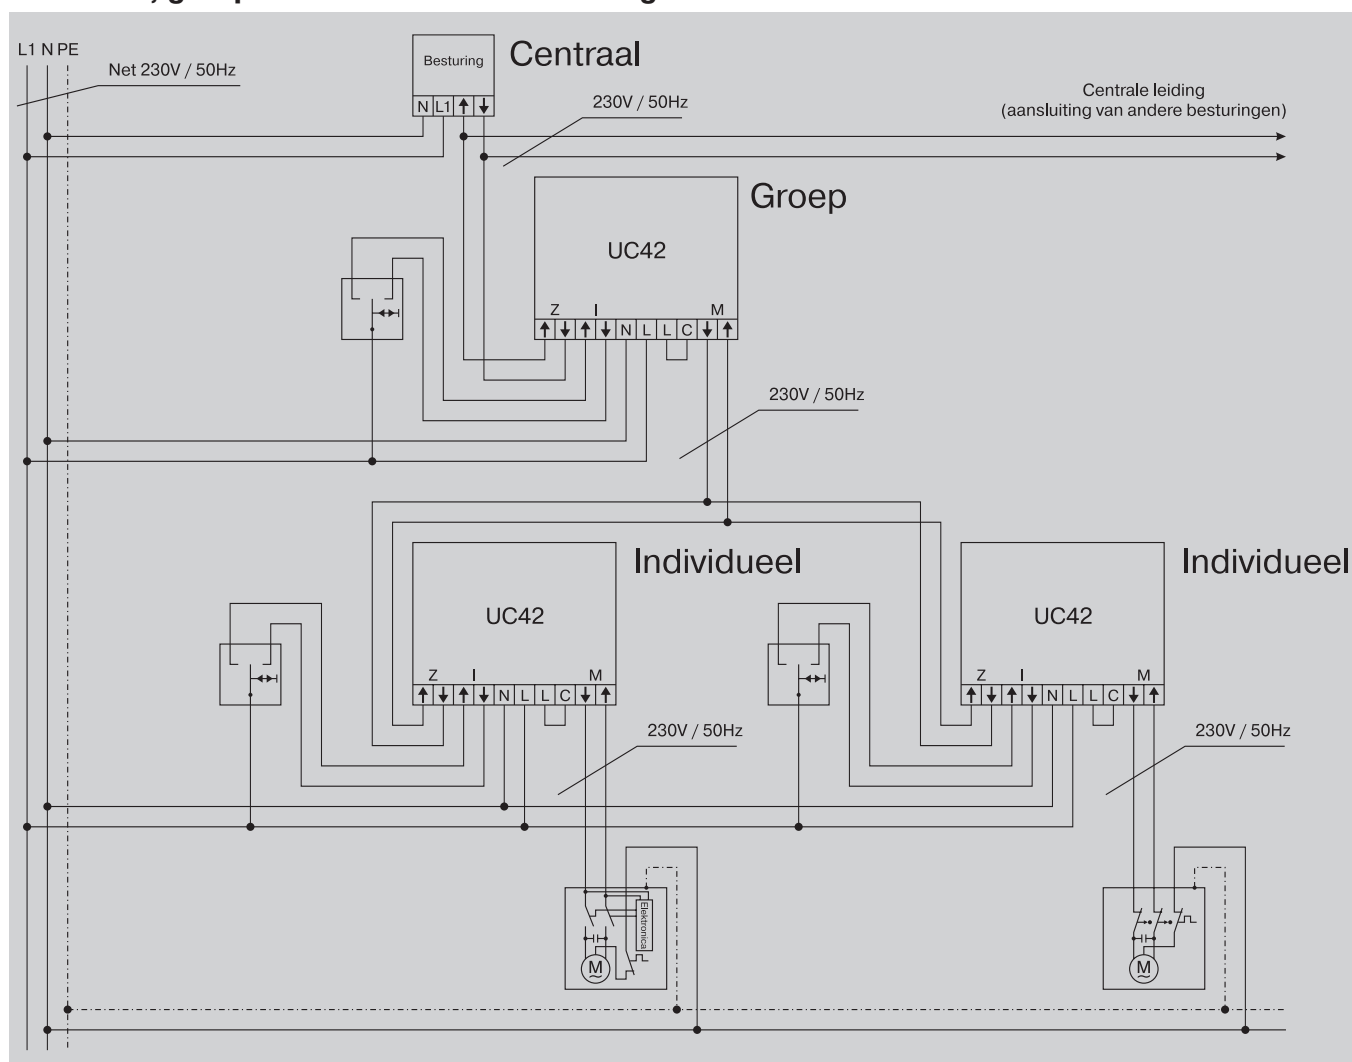 L1 N PE
Net 230V / 50Hz
Besturing
Centraal
N L1 ↑ ↓
230V / 50Hz
Centrale leiding
(aansluiting van andere besturingen)
Groep
UC42
Z I M
↑ ↓ ↑ ↓ N L L C ↓ ↑
230V / 50Hz
Individueel
UC42
Z I M
↑ ↓ ↑ ↓ N L L C ↓ ↑
230V / 50Hz
Individueel
UC42
Z I M
↑ ↓ ↑ ↓ N L L C ↓ ↑
230V / 50Hz
Elektronica
M
~
M
~